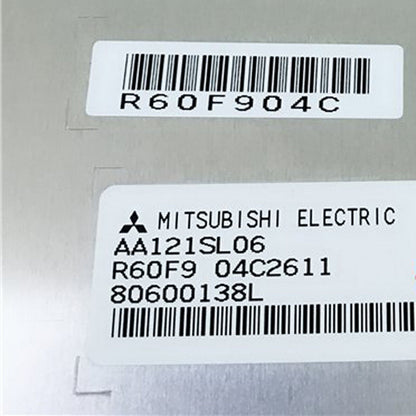 R60F904C
MITSUBISHI ELECTRIC
AA121SL06
R60F9 04C2611
80600138L